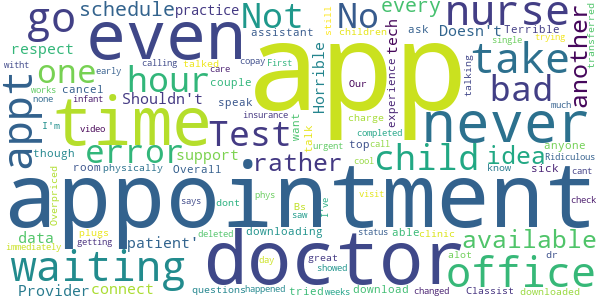 go
schedule
practice
Not
No
every
nurse
respect
even
assistant
still
children
app
ask
Doesn't
Terrible
single
trying
another
transferred
one
hour
calling
talked
copay
Our
Horrible
tech
experience
take
cancel
couple
witht
early
First
care
talking
bad
works
none
infant
Shouldn't
speak
insurance
much
appt
time
Test
want
talk
charge
completed
call
never
I'm
video
error
support
rather
top
child
idea
anyone
Ridiculous
though
room
physically
Overall
urgent
cool
know
sick
cant
appointment
says
dont
phys
Bs
saw
I've
visit
check
Overpriced
data
plugs
getting
patient'
deleted
downloading
status
able
clinic
available
waiting
immediately
doctor
day
great
showed
alot
dr
office
Provider
connect
questions
happened
tried
weeks
download
changed
Classist
downloaded